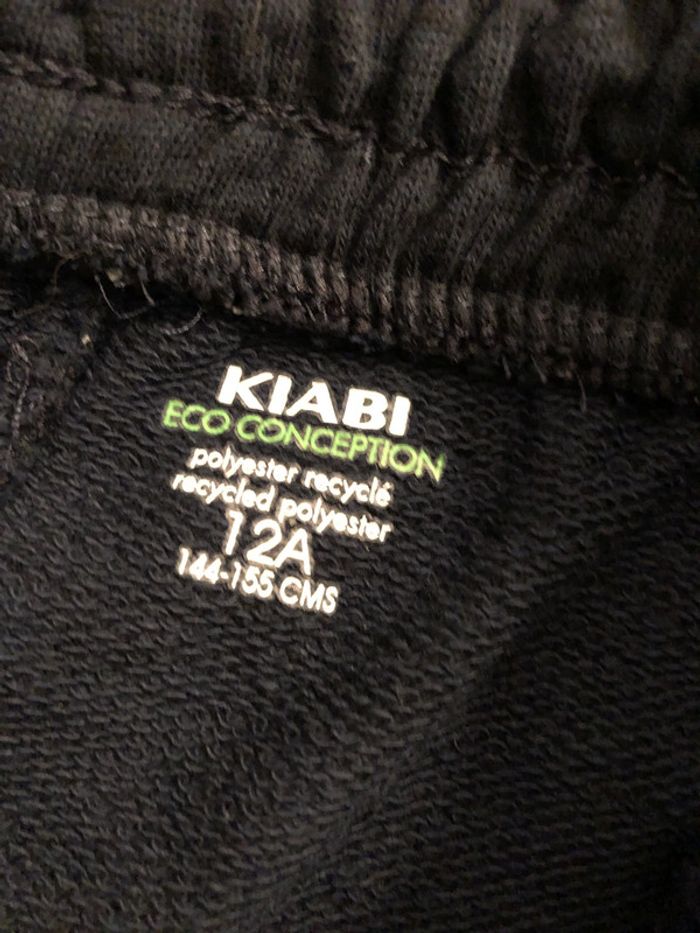 KIABI
ECO CONCEPTION
polyester recyclé
recycled polyester
12A
144-155 CMS